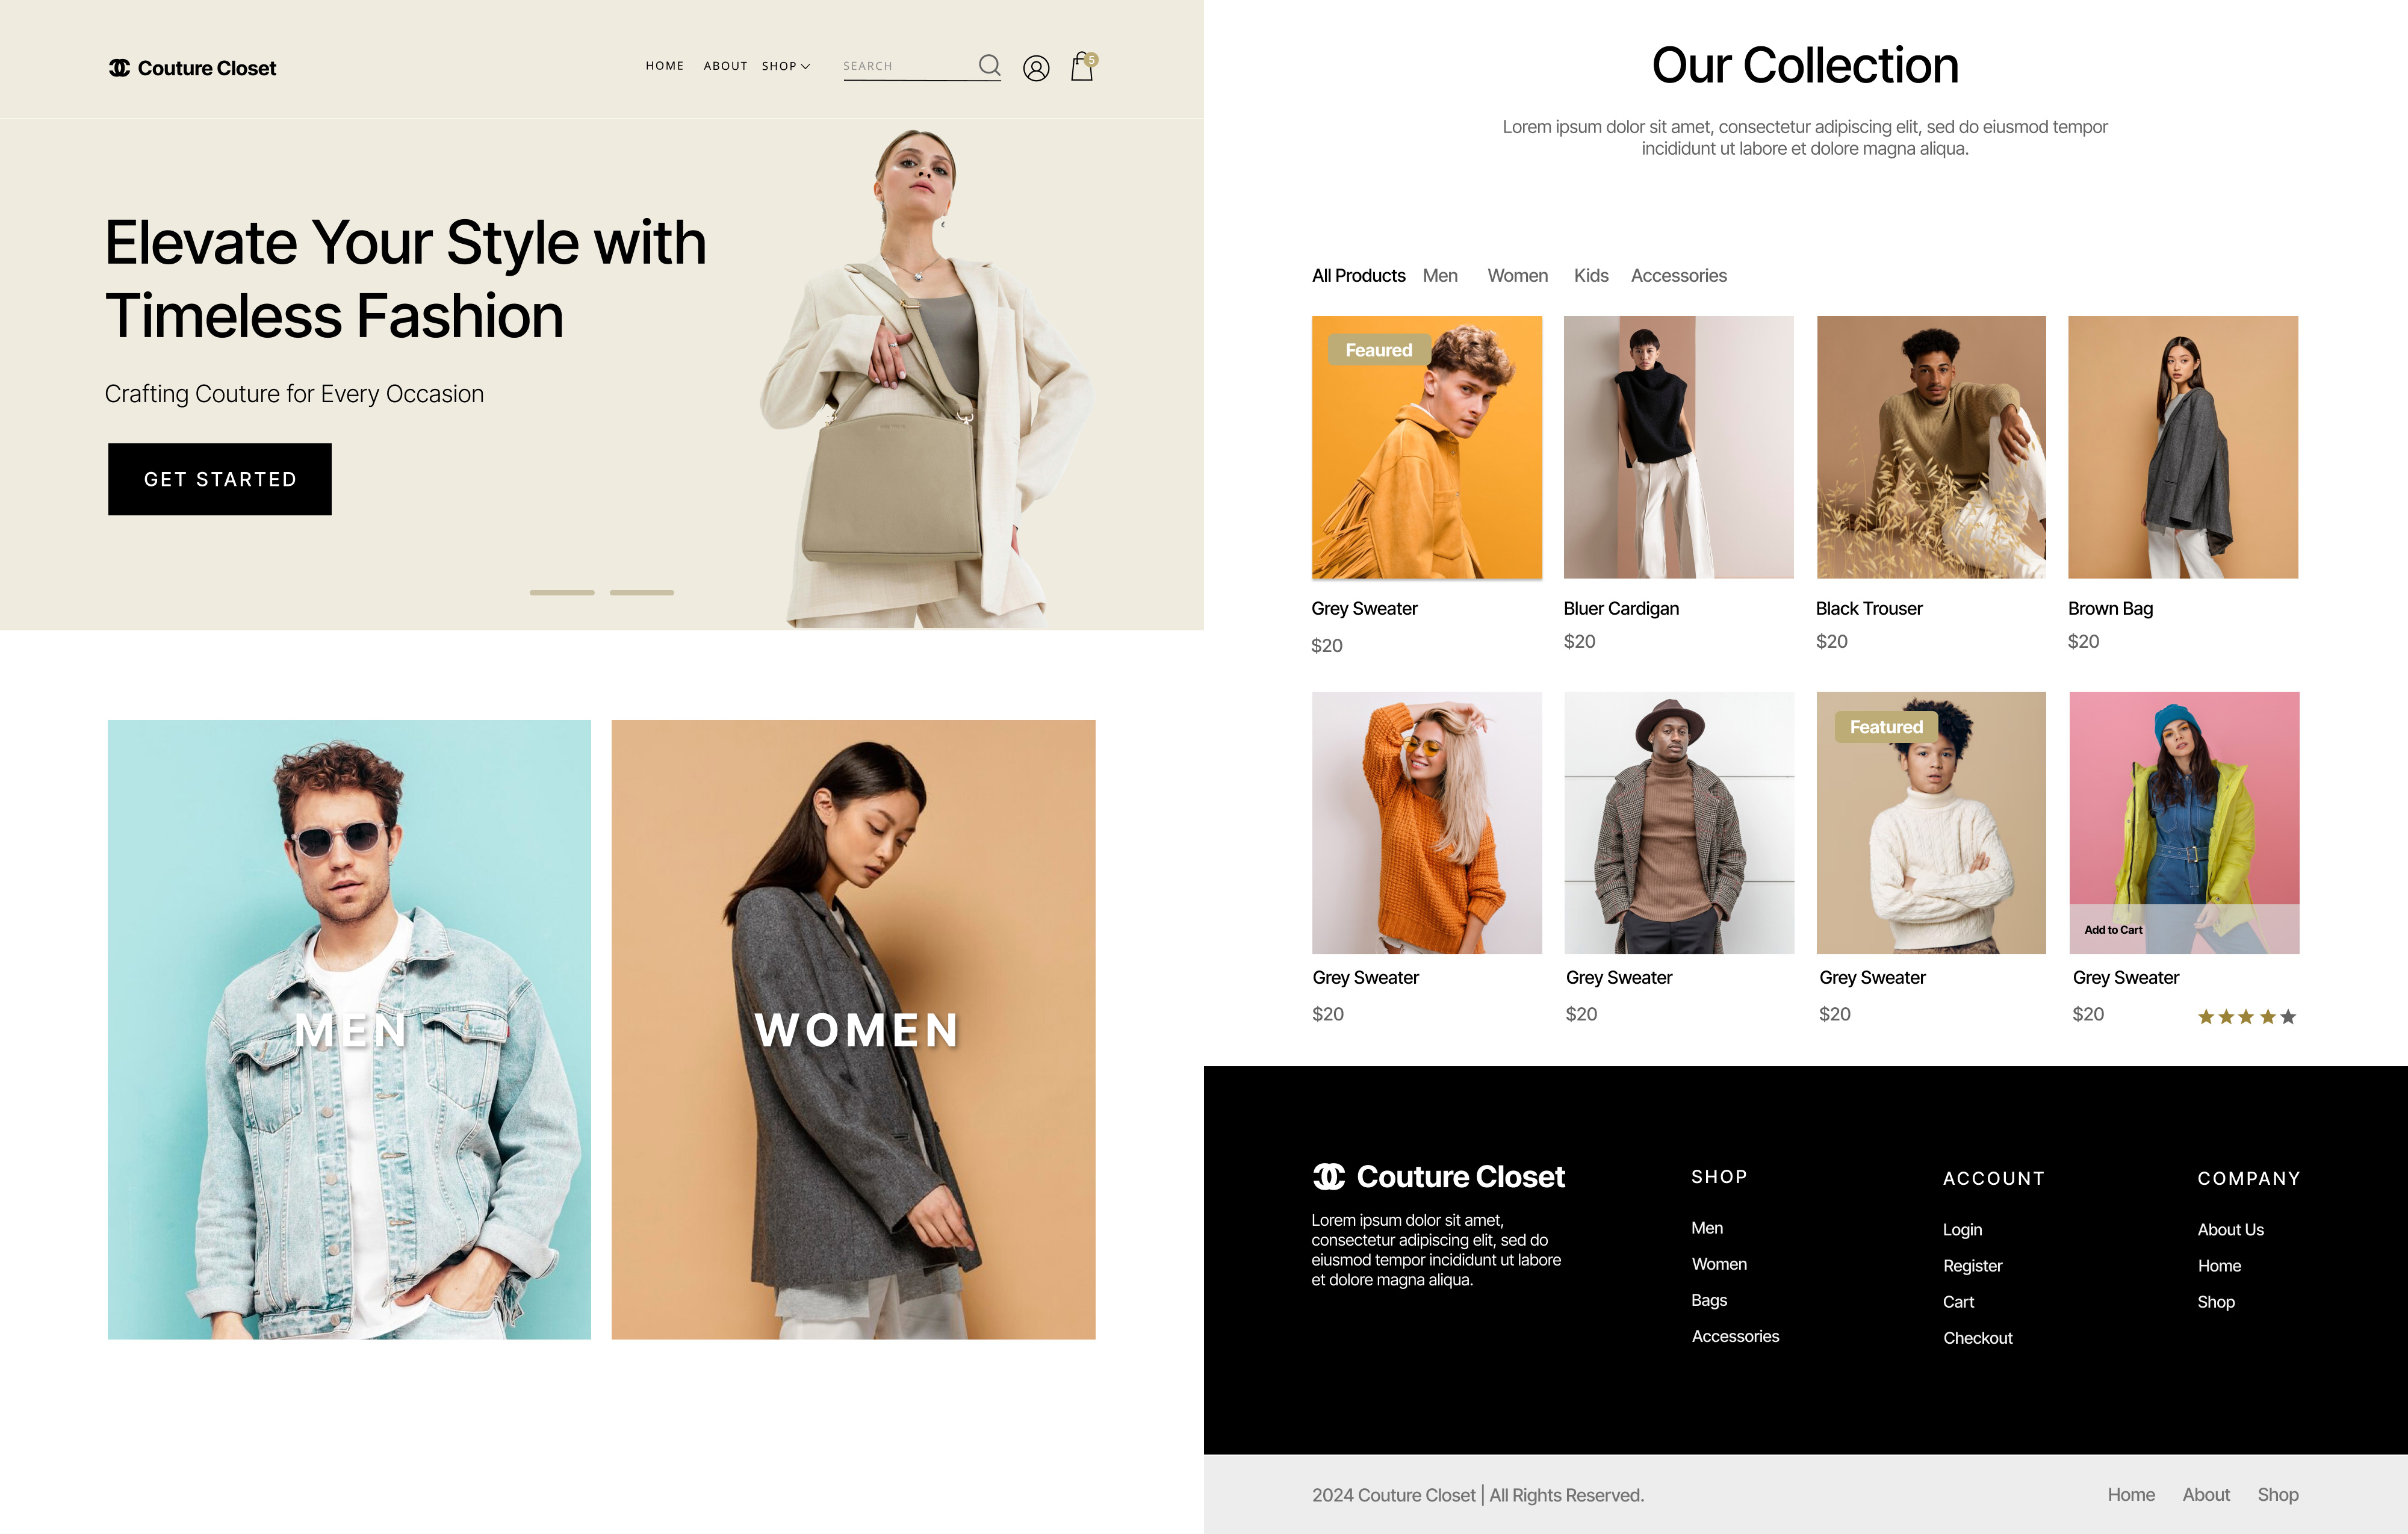 Couture Closet
HOME ABOUT SHOP SEARCH 5
Elevate Your Style with
Timeless Fashion
Crafting Couture for Every Occasion
GET STARTED
MEN
WOMEN
Our Collection
Lorem ipsum dolor sit amet, consectetur adipiscing elit, sed do eiusmod tempor
incididunt ut labore et dolore magna aliqua.
All Products Men Women Kids Accessories
Feaured
Grey Sweater
$20
Bluer Cardigan
$20
Black Trouser
$20
Brown Bag
$20
Grey Sweater
$20
Grey Sweater
$20
Featured
Grey Sweater
$20
Add to Cart
Grey Sweater
$20
Couture Closet
Lorem ipsum dolor sit amet,
consectetur adipiscing elit, sed do
eiusmod tempor incididunt ut labore
et dolore magna aliqua.
SHOP
Men
Women
Bags
Accessories
ACCOUNT
Login
Register
Cart
Checkout
COMPANY
About Us
Home
Shop
2024 Couture Closet | All Rights Reserved.
Home About Shop